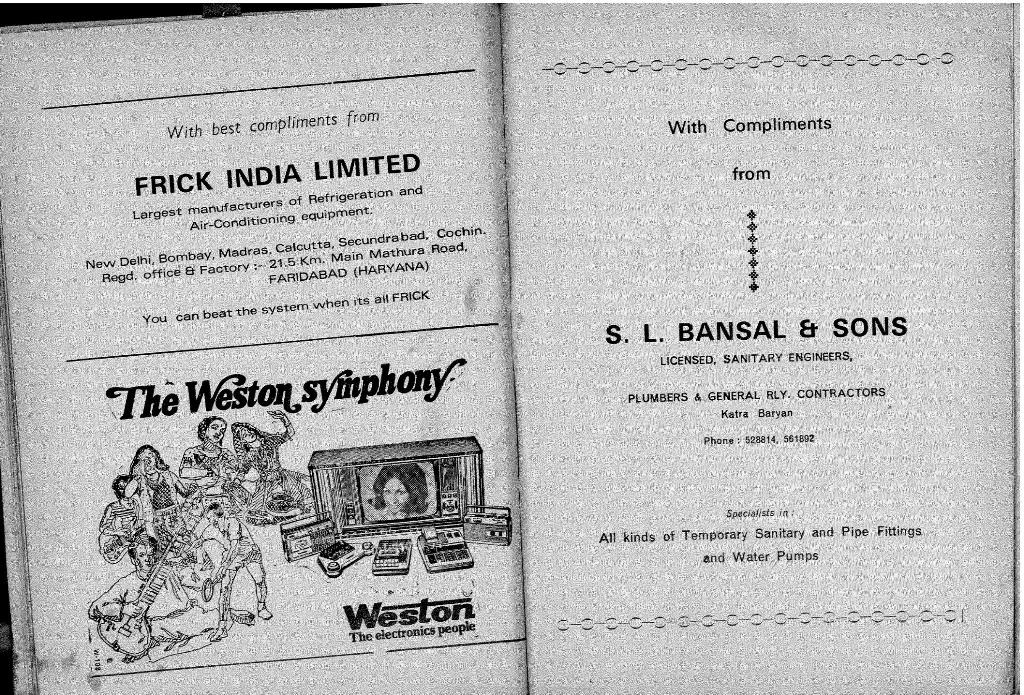 With best compliments from
FRICK INDIA LIMITED
Largest manufacturers of Refrigeration and
Air-Conditioning equipment.
New Delhi, Bombay, Madras, Calcutta, Secundrabad, Cochin.
Regd. office & Factory :- 21.5 Km. Main Mathura Road,
FARIDABAD (HARYANA)
You can beat the system when its all FRICK
The Weston symphony
Weston
The electronics people
With Compliments
from
S. L. BANSAL & SONS
LICENSED, SANITARY ENGINEERS,
PLUMBERS & GENERAL RLY. CONTRACTORS
Katra Baryan
Phone : 528814, 561892
Specialists in :
All kinds of Temporary Sanitary and Pipe Fittings
and Water Pumps